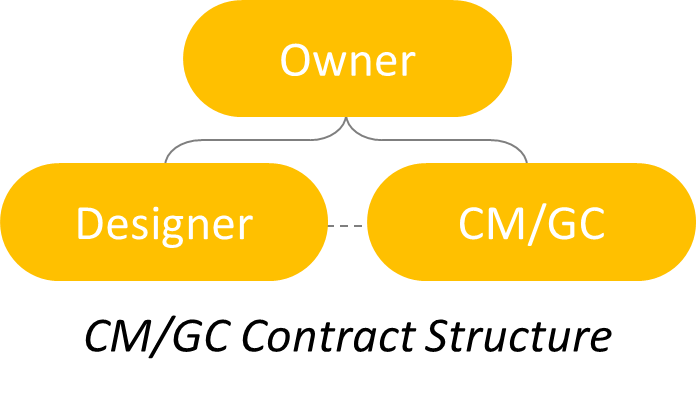 Owner
Designer
CM/GC
CM/GC Contract Structure